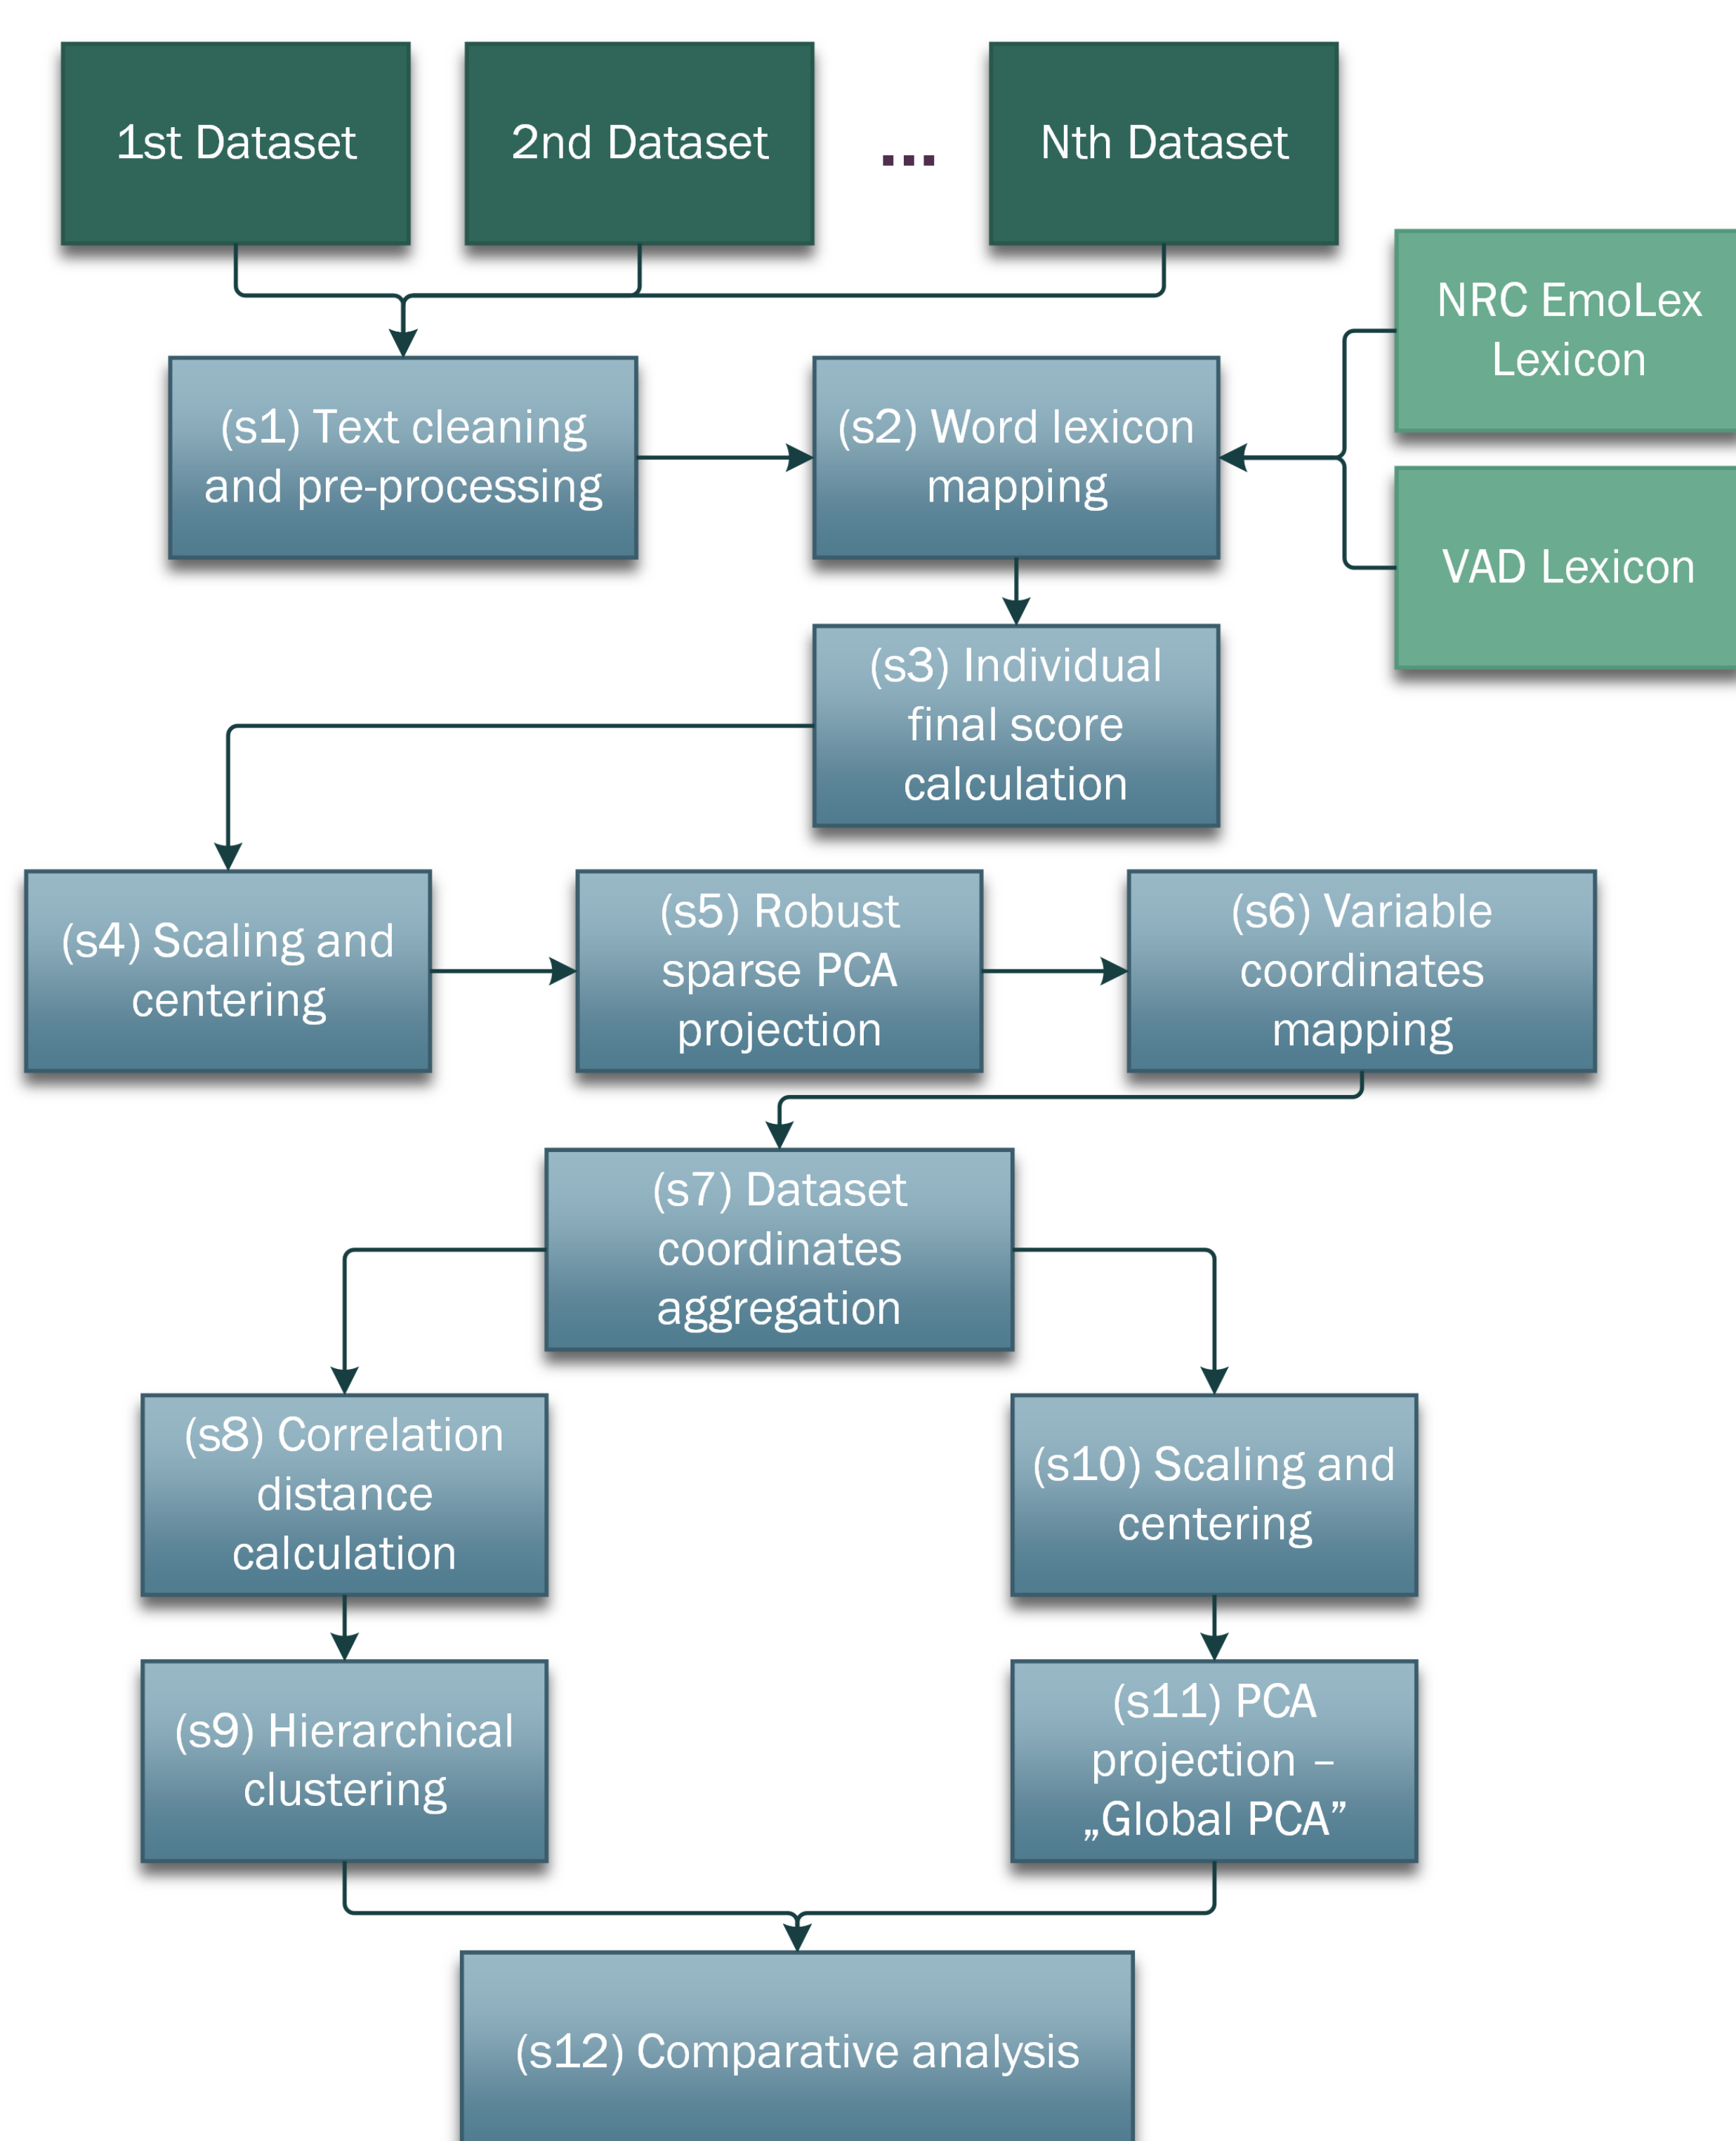 1st Dataset
2nd Dataset
...
Nth Dataset
NRC EmoLex
Lexicon
(s1) Text cleaning
and pre-processing
(s2) Word lexicon
mapping
VAD Lexicon
(s3) Individual
final score
calculation
(s4) Scaling and
centering
(s5) Robust
sparse PCA
projection
(s6) Variable
coordinates
mapping
(s7) Dataset
coordinates
aggregation
(s8) Correlation
distance
calculation
(s10) Scaling and
centering
(s9) Hierarchical
clustering
(s11) PCA
projection –
„Global PCA”
(s12) Comparative analysis